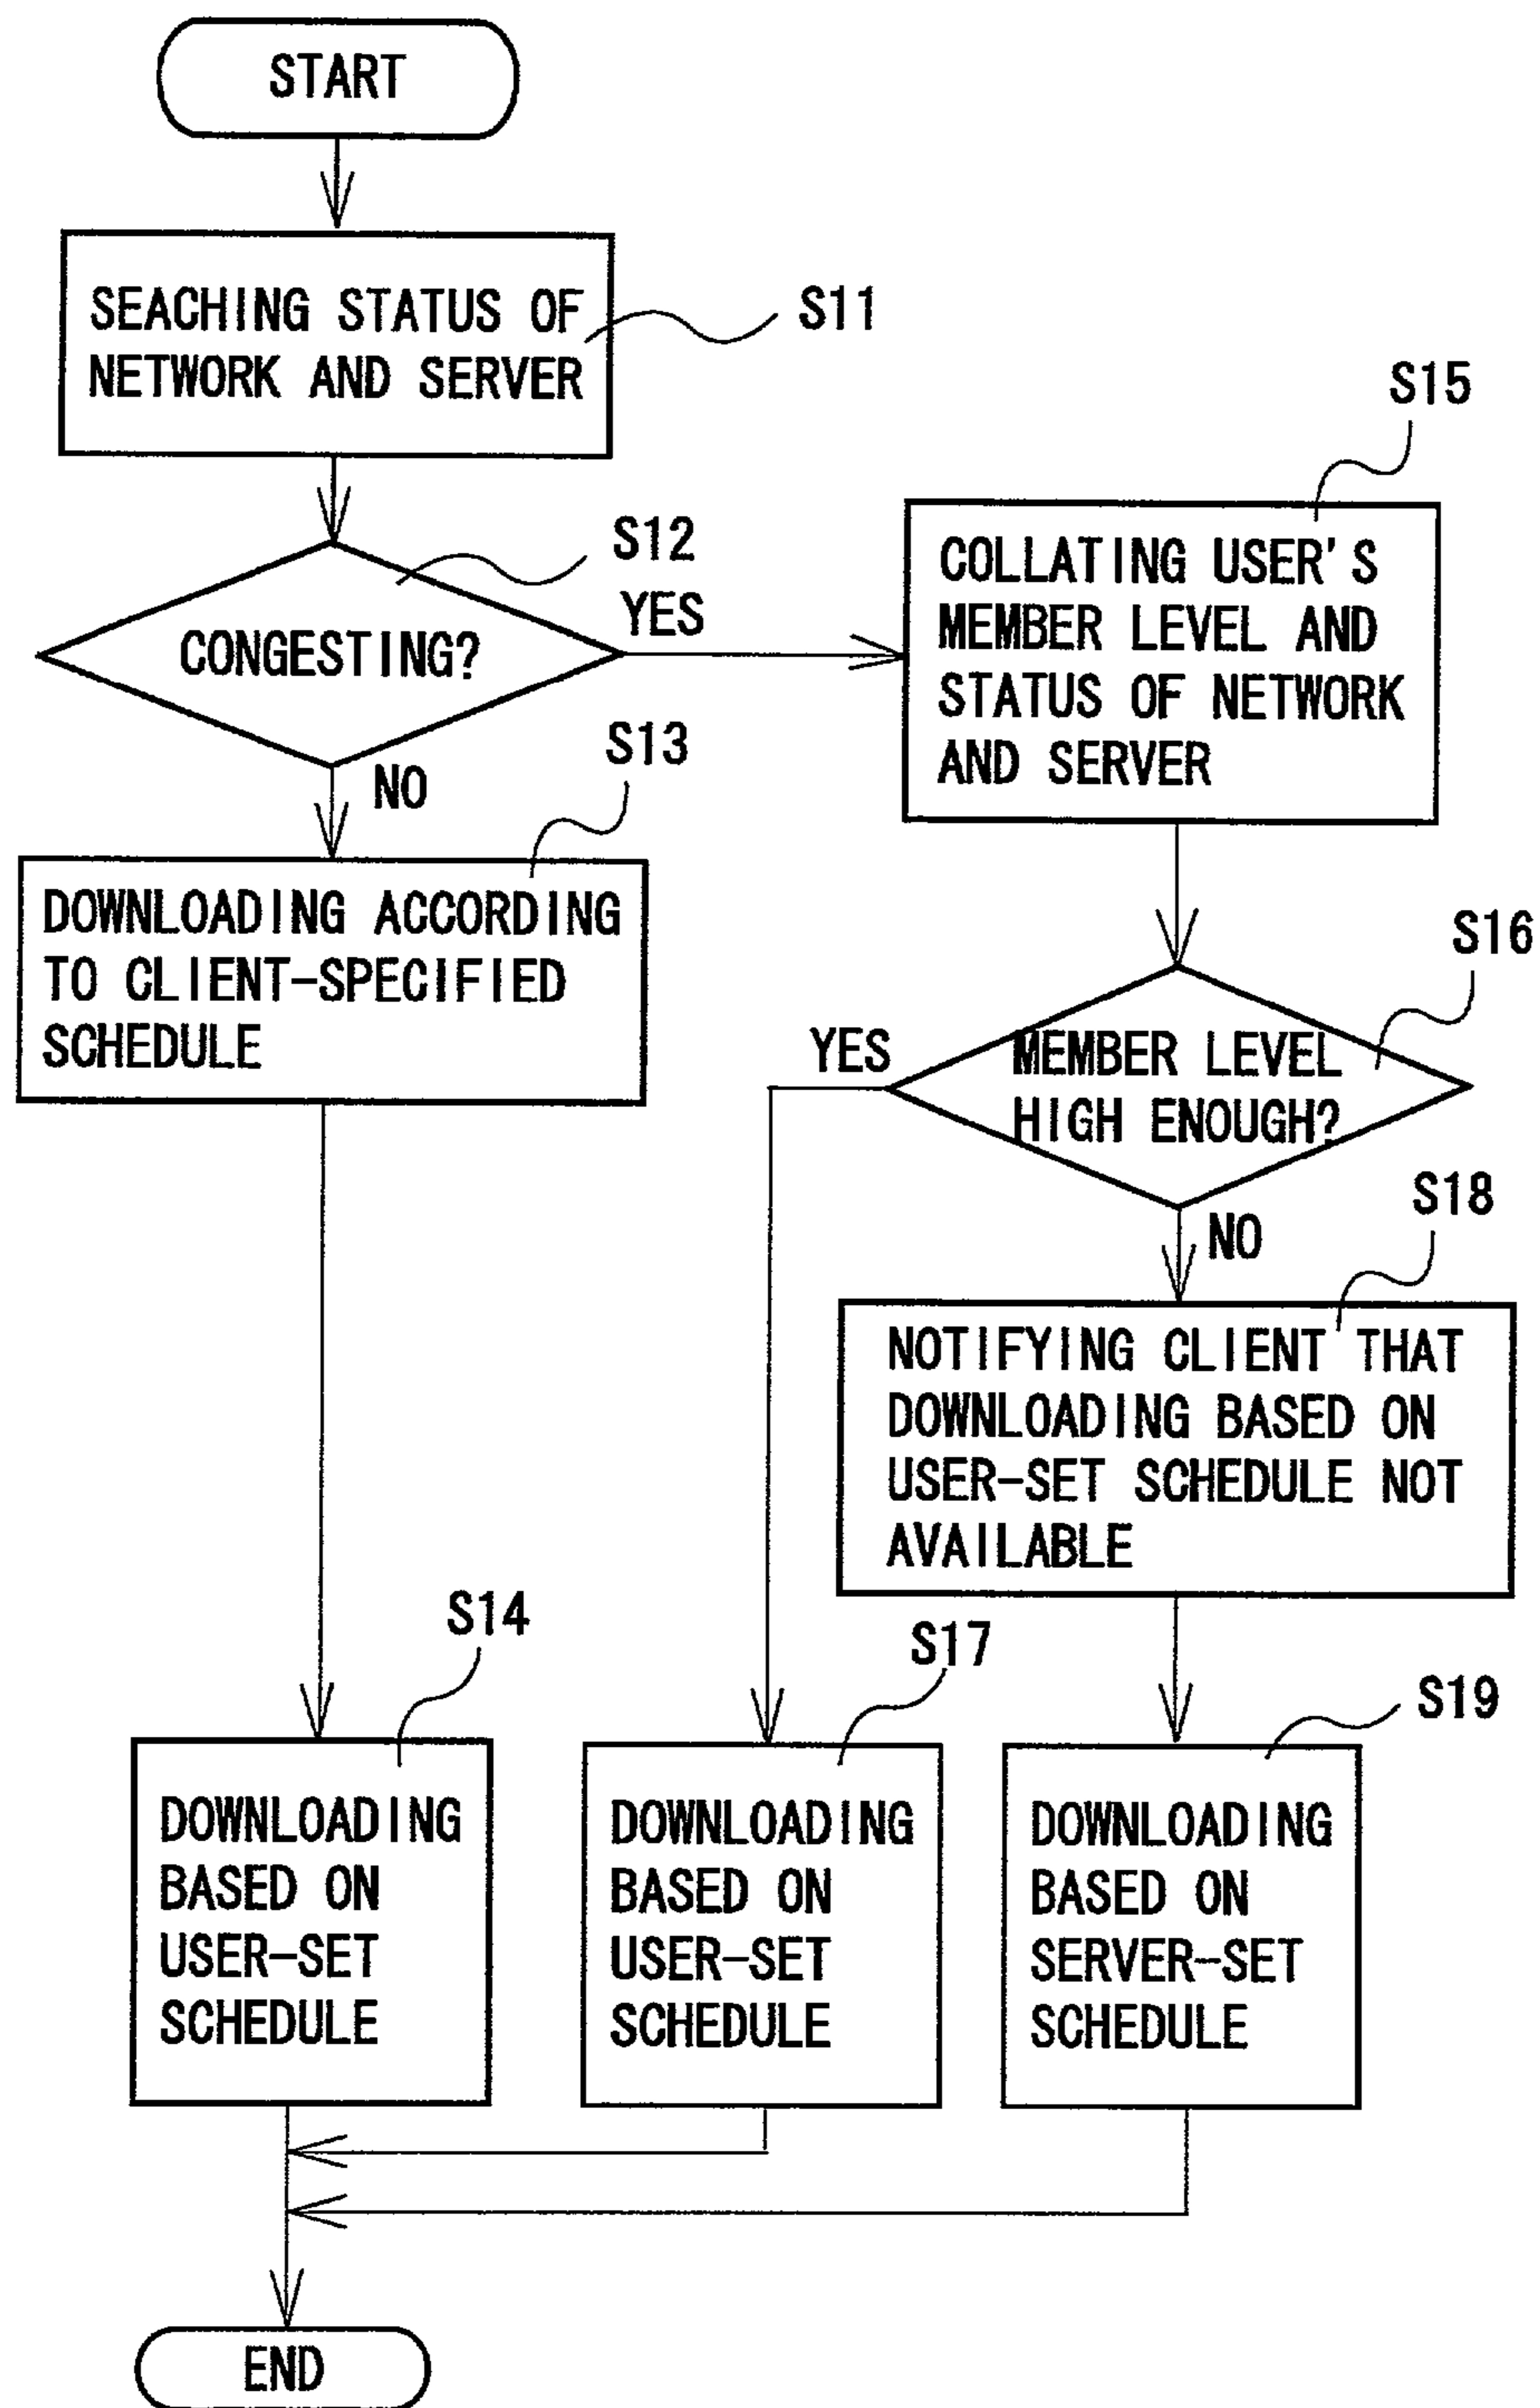 START
SEACHING STATUS OF
NETWORK AND SERVER
S11
S12
CONGESTING?
YES
NO
S13
DOWNLOADING ACCORDING
TO CLIENT-SPECIFIED
SCHEDULE
S14
DOWNLOADING
BASED ON
USER-SET
SCHEDULE
S15
COLLATING USER'S
MEMBER LEVEL AND
STATUS OF NETWORK
AND SERVER
S16
MEMBER LEVEL
HIGH ENOUGH?
YES
NO
S17
DOWNLOADING
BASED ON
USER-SET
SCHEDULE
S18
NOTIFYING CLIENT THAT
DOWNLOADING BASED ON
USER-SET SCHEDULE NOT
AVAILABLE
S19
DOWNLOADING
BASED ON
SERVER-SET
SCHEDULE
END